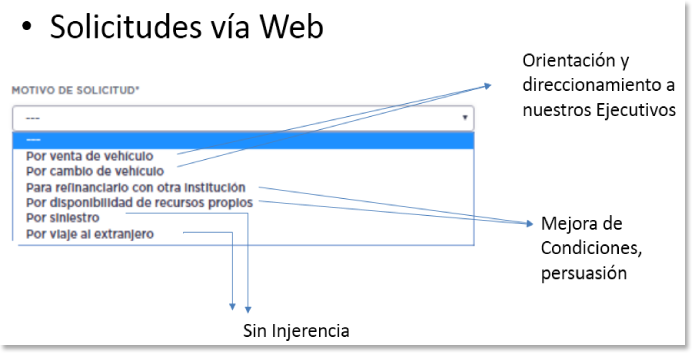 • Solicitudes vía Web
Orientación y
direccionamiento a
nuestros Ejecutivos
MOTIVO DE SOLICITUD*
---
---
Por venta de vehículo
Por cambio de vehículo
Para refinanciarlo con otra institución
Por disponibilidad de recursos propios
Por siniestro
Por viaje al extranjero
Mejora de
Condiciones,
persuasión
Sin Injerencia